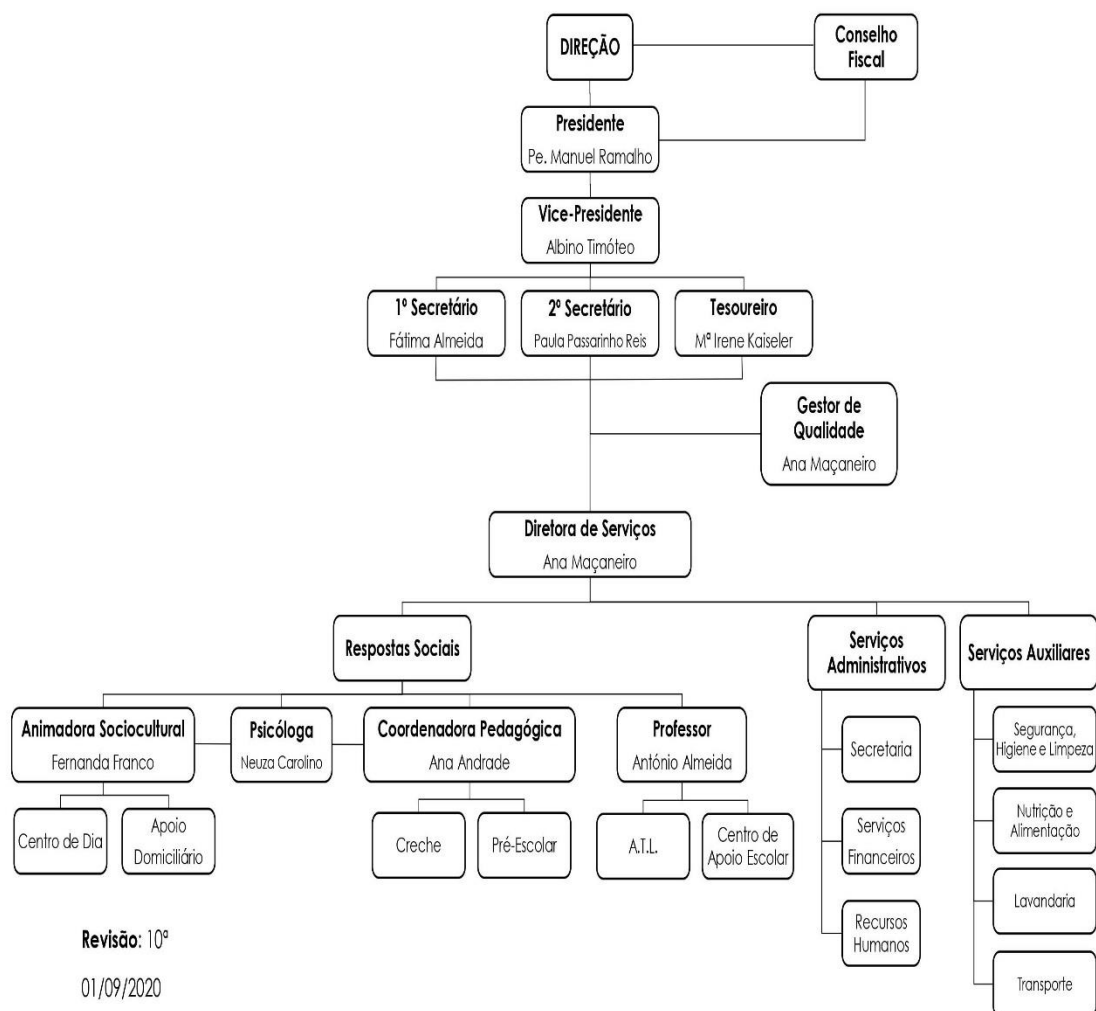 DIREÇÃO
Conselho
Fiscal
Presidente
Pe. Manuel Ramalho
Vice-Presidente
Albino Timóteo
1º Secretário
Fátima Almeida
2º Secretário
Paula Passarinho Reis
Tesoureiro
Mª Irene Kaiseler
Gestor de
Qualidade
Ana Maçaneiro
Diretora de Serviços
Ana Maçaneiro
Respostas Sociais
Serviços
Administrativos
Serviços Auxiliares
Animadora Sociocultural
Fernanda Franco
Psicóloga
Neuza Carolino
Coordenadora Pedagógica
Ana Andrade
Professor
António Almeida
Centro de Dia
Apoio
Domiciliário
Creche
Pré-Escolar
A.T.L.
Centro de
Apoio Escolar
Secretaria
Serviços
Financeiros
Recursos
Humanos
Segurança,
Higiene e Limpeza
Nutrição e
Alimentação
Lavandaria
Transporte
Revisão: 10ª
01/09/2020